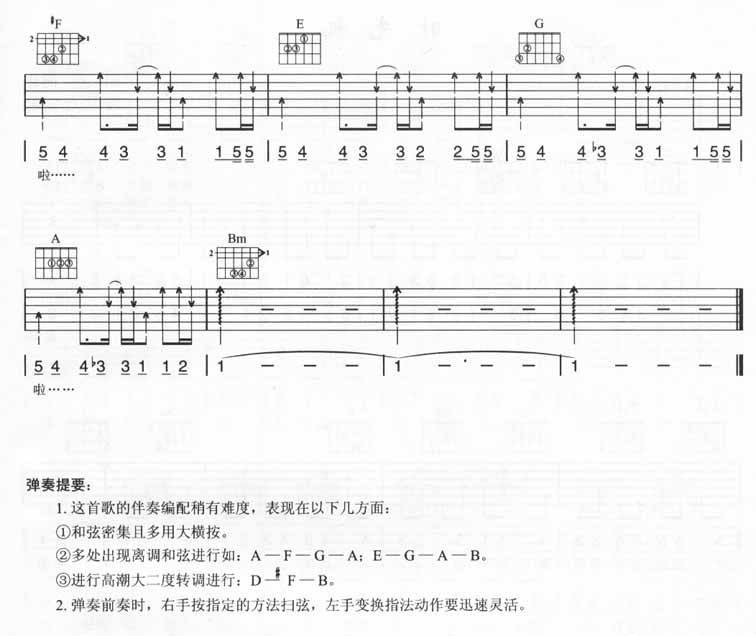 #F E G
2 1
5 4 4 3 3 1 1 5 5 5 4 4 3 3 2 2 5 5 5 4 4 ♭3 3 1 1 5 5
啦……
A Bm
2 1
5 4 4 ♭3 3 1 1 2 1 – – – 1 – – – 1 – – –
啦……
弹奏提要：
1. 这首歌的伴奏编配稍有难度，表现在以下几方面：
①和弦密集且多用大横按。
②多处出现离调和弦进行如：A—F—G—A；E—G—A—B。
③进行高潮大二度转调进行：D—#F—B。
2. 弹奏前奏时，右手按指定的方法扫弦，左手变换指法动作要迅速灵活。